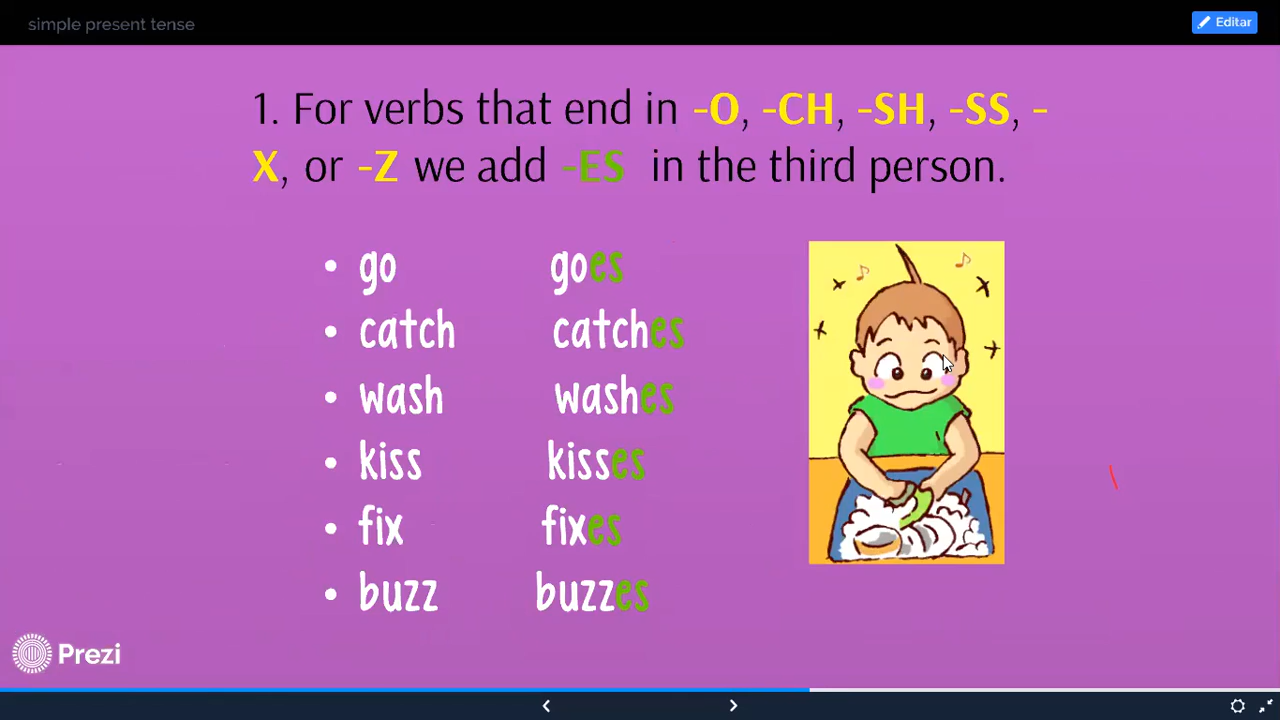 simple present tense
Editar
1. For verbs that end in -O, -CH, -SH, -SS, -
X, or -Z we add -ES in the third person.
• go goes
• catch catches
• wash washes
• kiss kisses
• fix fixes
• buzz buzzes
Prezi